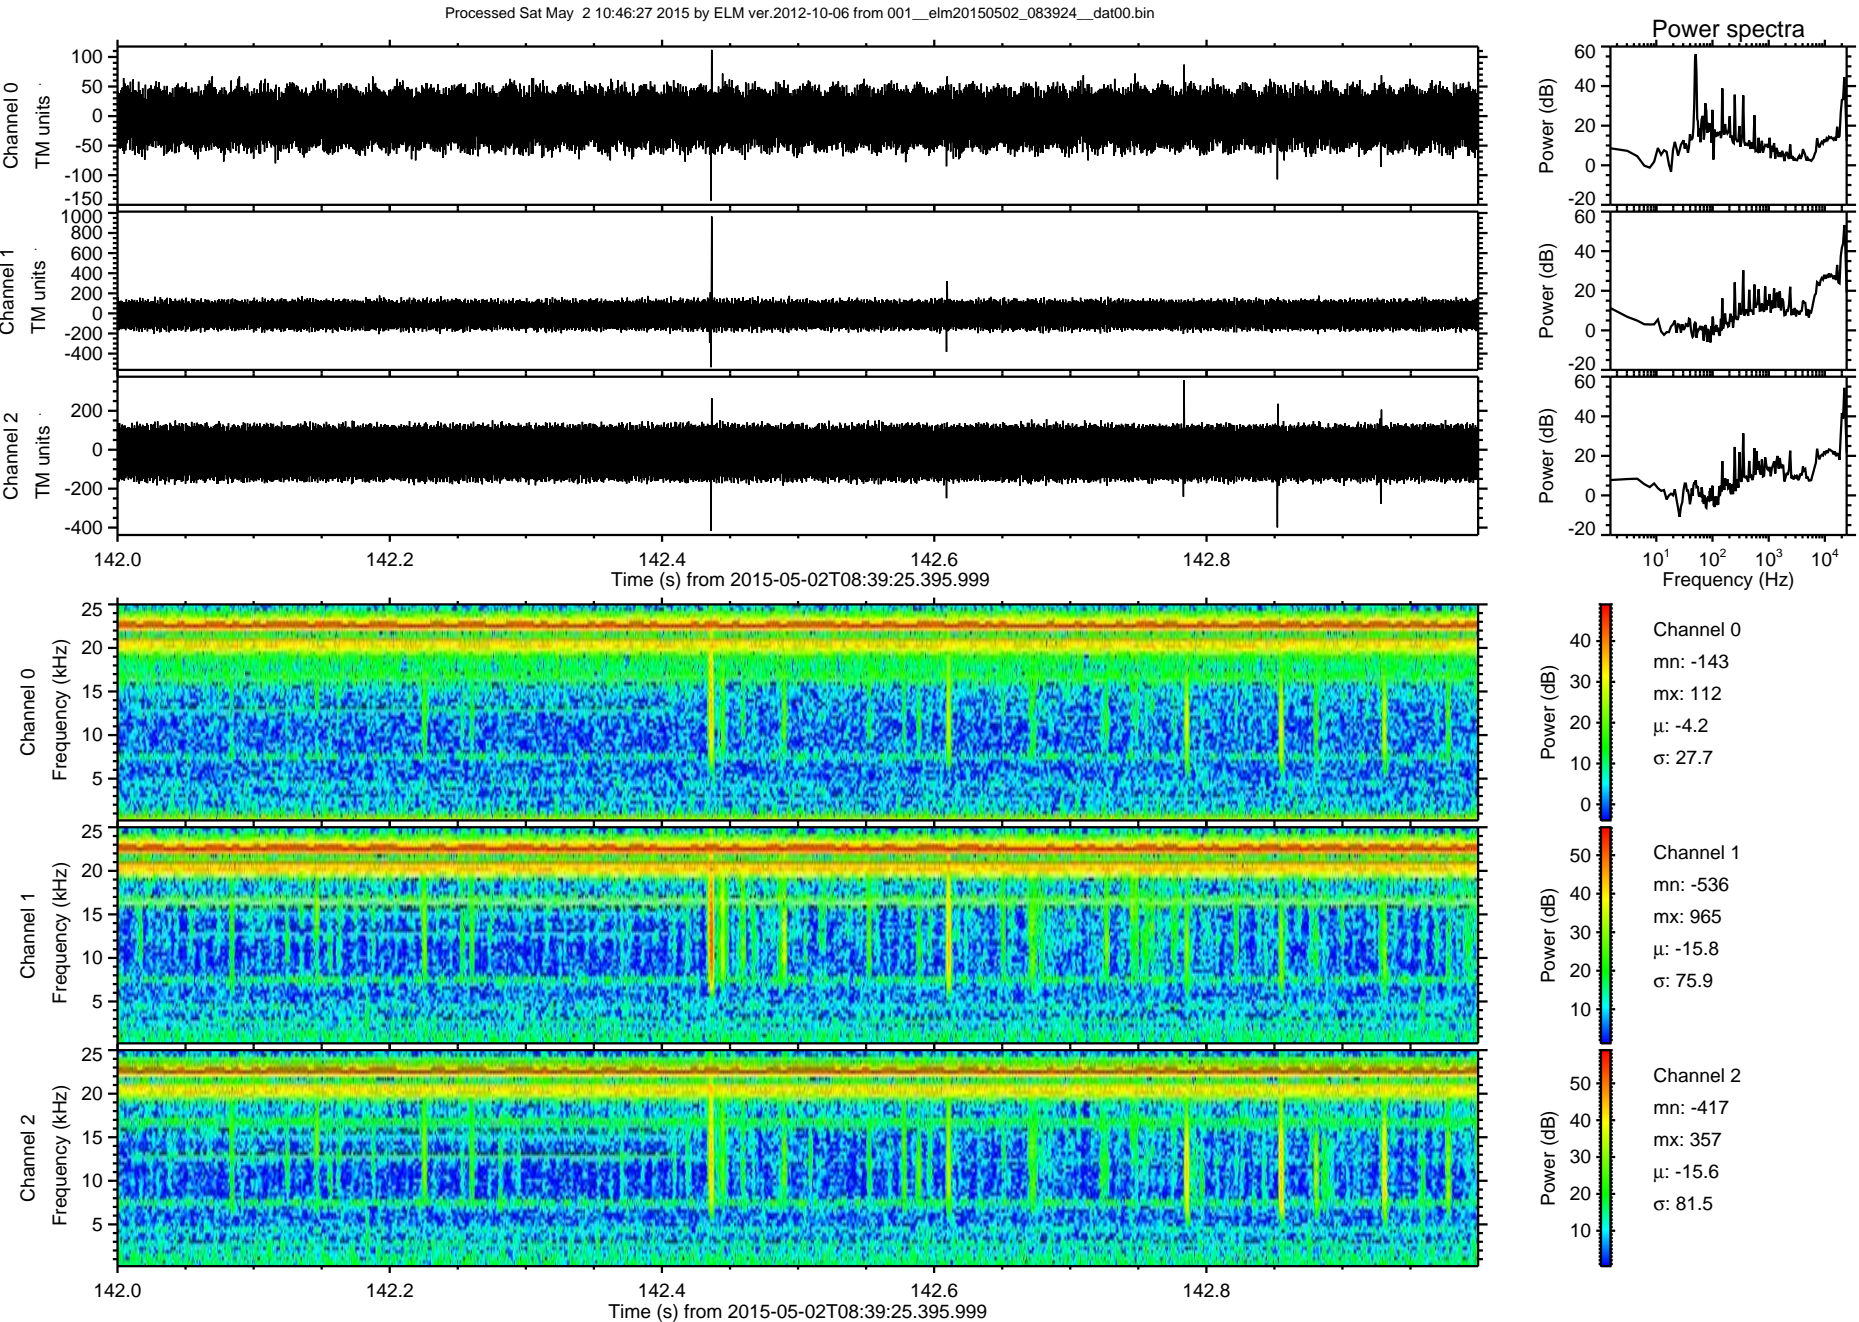 Processed Sat May  2 10:46:27 2015 by ELM ver.2012-10-06 from 001__elm20150502_083924__dat00.bin
Power spectra
Channel 0
TM units
100
50
0
-50
-100
-150
Power (dB)
60
40
20
0
-20
Channel 1
TM units
1000
800
600
400
200
0
-200
-400
Power (dB)
60
40
20
0
-20
Channel 2
TM units
200
0
-200
-400
Power (dB)
60
40
20
0
-20
142.0 142.2 142.4 142.6 142.8
Time (s) from 2015-05-02T08:39:25.395.999
10¹ 10² 10³ 10⁴
Frequency (Hz)
Channel 0
Frequency (kHz)
25
20
15
10
5
Power (dB)
40
30
20
10
0
Channel 0
mn: -143
mx: 112
µ: -4.2
σ: 27.7
Channel 1
Frequency (kHz)
25
20
15
10
5
Power (dB)
50
40
30
20
10
Channel 1
mn: -536
mx: 965
µ: -15.8
σ: 75.9
Channel 2
Frequency (kHz)
25
20
15
10
5
Power (dB)
50
40
30
20
10
Channel 2
mn: -417
mx: 357
µ: -15.6
σ: 81.5
142.0 142.2 142.4 142.6 142.8
Time (s) from 2015-05-02T08:39:25.395.999